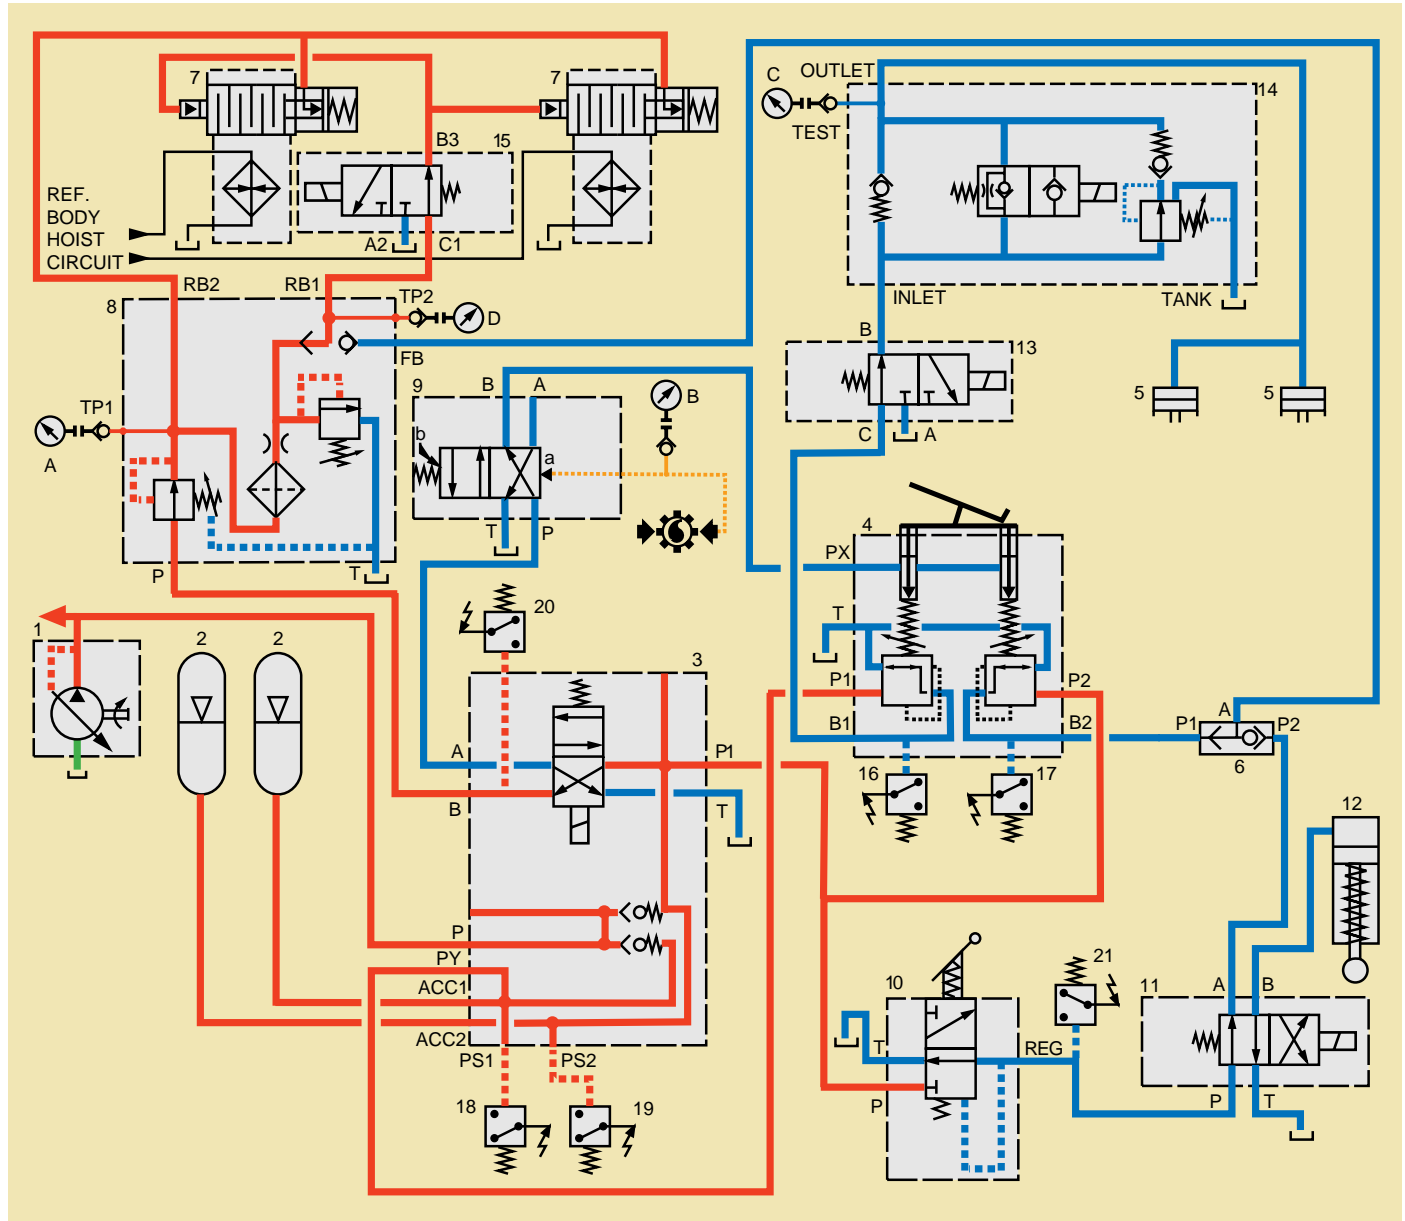 7
7
C
OUTLET
14
TEST
B3
15
REF.
BODY
HOIST
CIRCUIT
A2
C1
RB2
RB1
TP2
8
D
INLET
TANK
FB
B
13
9
B
A
B
5
5
TP1
A
C
A
b
a
T
P
4
PX
P
T
20
T
1
2
2
3
P1
P2
A
P1
P2
B1
B2
A
P1
6
B
16
17
12
T
P
PY
ACC1
10
21
11
A
B
ACC2
T
REG
PS1
PS2
18
19
P
P
T